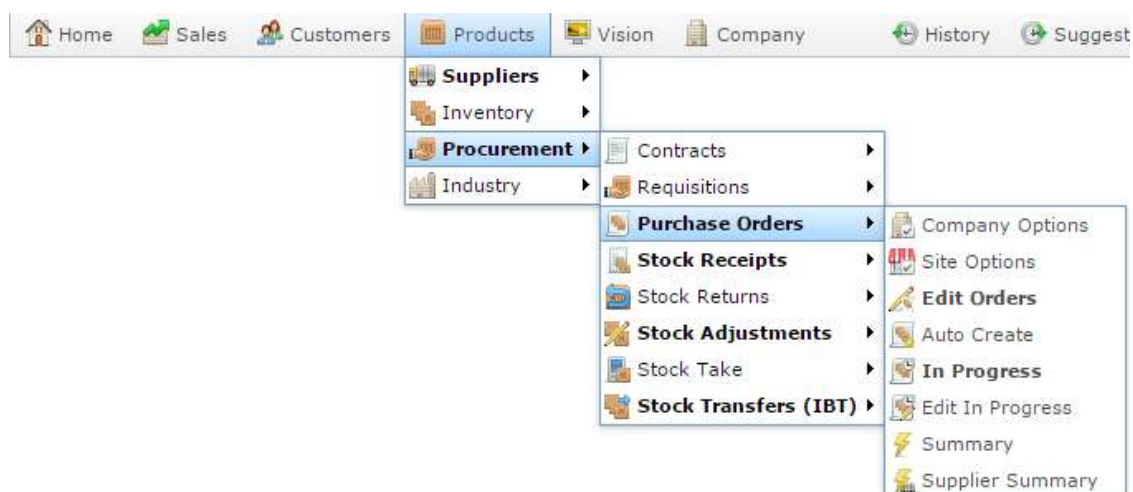 Home Sales Customers Products Vision Company History Suggest
Suppliers
Inventory
Procurement
Industry
Contracts
Requisitions
Purchase Orders
Stock Receipts
Stock Returns
Stock Adjustments
Stock Take
Stock Transfers (IBT)
Company Options
Site Options
Edit Orders
Auto Create
In Progress
Edit In Progress
Summary
Supplier Summary